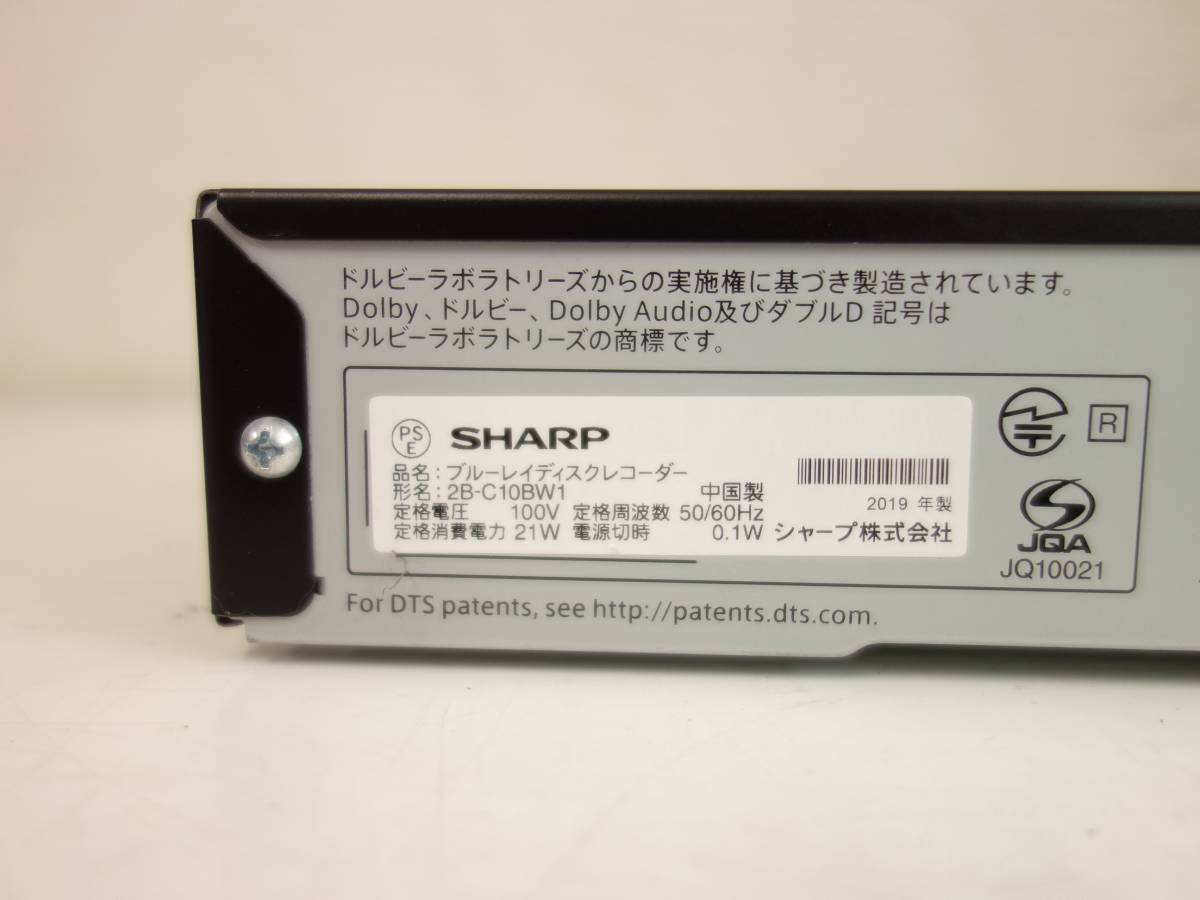 ドルビーラボラトリーズからの実施権に基づき製造されています。
Dolby、ドルビー、Dolby Audio及びダブルD 記号は
ドルビーラボラトリーズの商標です。
PS
E
SHARP
品名：ブルーレイディスクレコーダー
形名：2B-C10BW1 中国製
2019 年製
定格電圧 100V 定格周波数 50/60Hz
定格消費電力 21W 電源切時 0.1W シャープ株式会社
R
JQA
JQ10021
For DTS patents, see http://patents.dts.com.